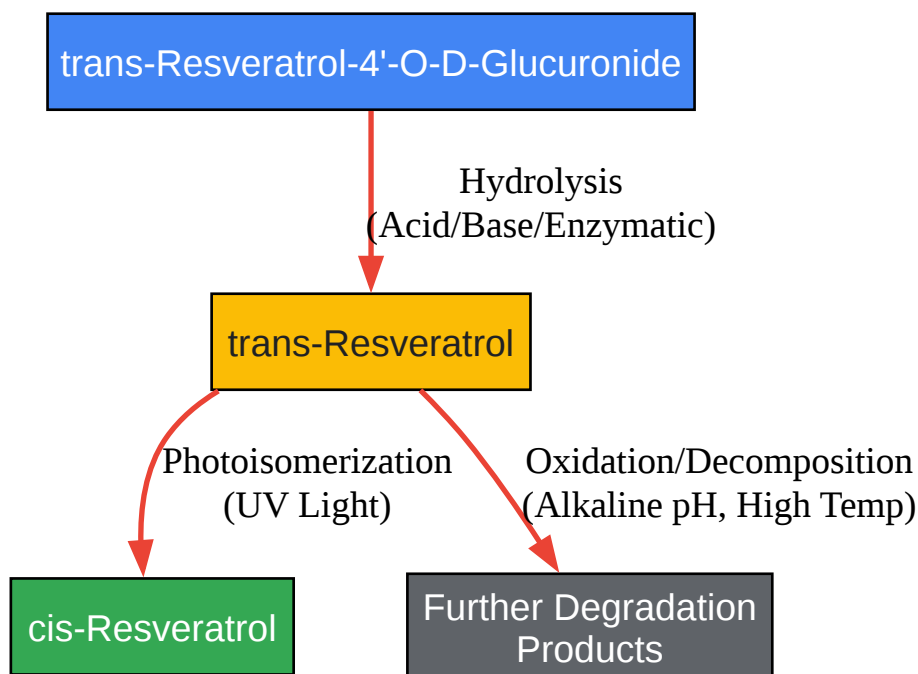 trans-Resveratrol-4'-O-D-Glucuronide
Hydrolysis
(Acid/Base/Enzymatic)
trans-Resveratrol
Photoisomerization
(UV Light)
Oxidation/Decomposition
(Alkaline pH, High Temp)
cis-Resveratrol
Further Degradation
Products